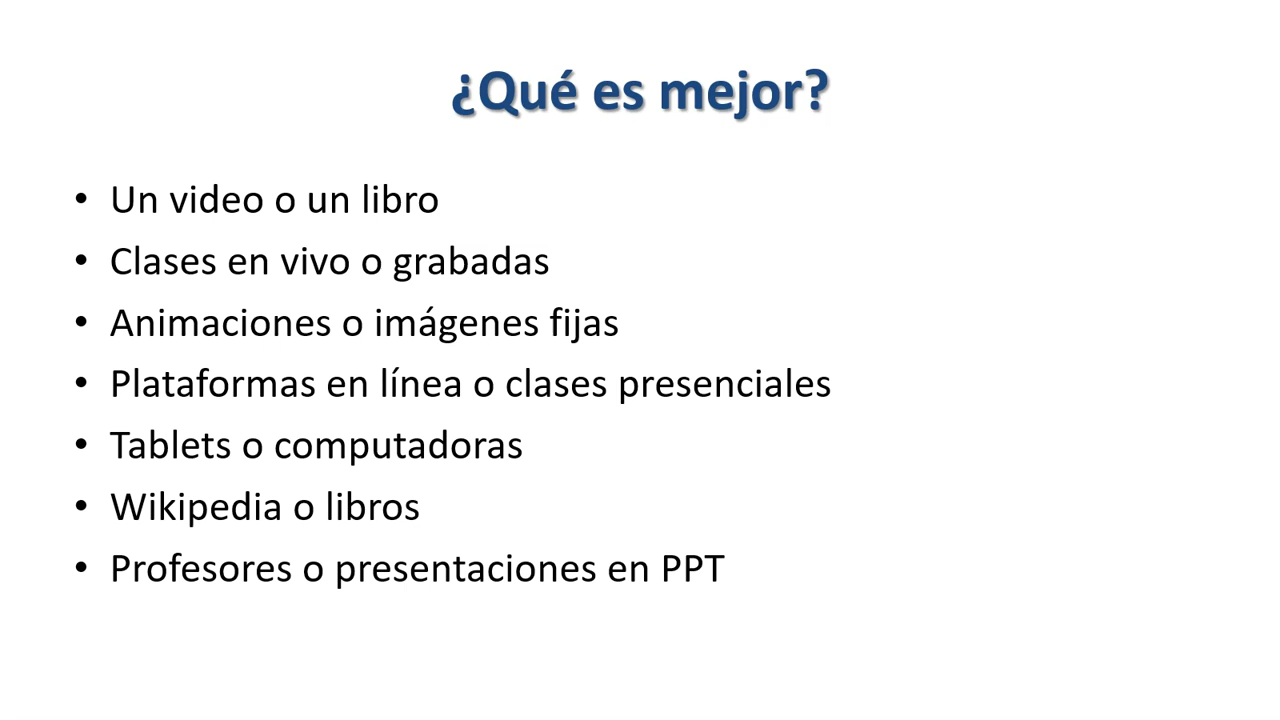 ¿Qué es mejor?
• Un video o un libro
• Clases en vivo o grabadas
• Animaciones o imágenes fijas
• Plataformas en línea o clases presenciales
• Tablets o computadoras
• Wikipedia o libros
• Profesores o presentaciones en PPT